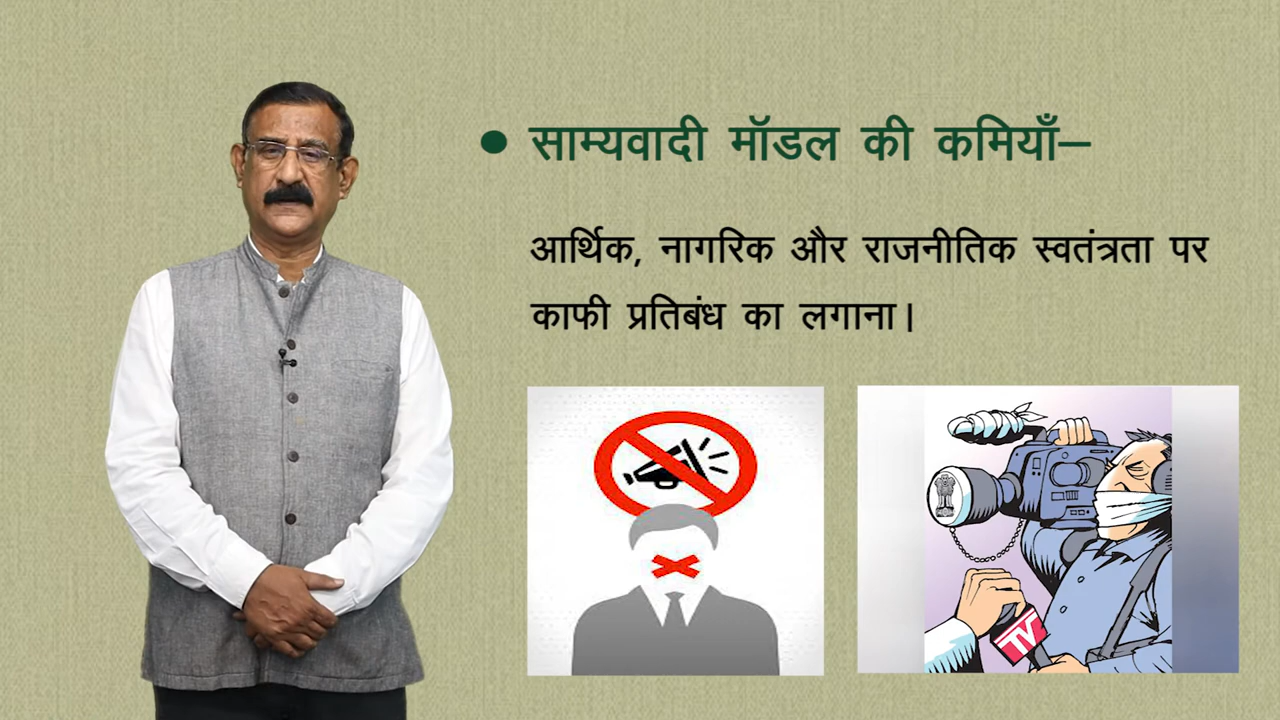 • साम्यवादी मॉडल की कमियाँ–
आर्थिक, नागरिक और राजनीतिक स्वतंत्रता पर
काफी प्रतिबंध का लगाना।
TV